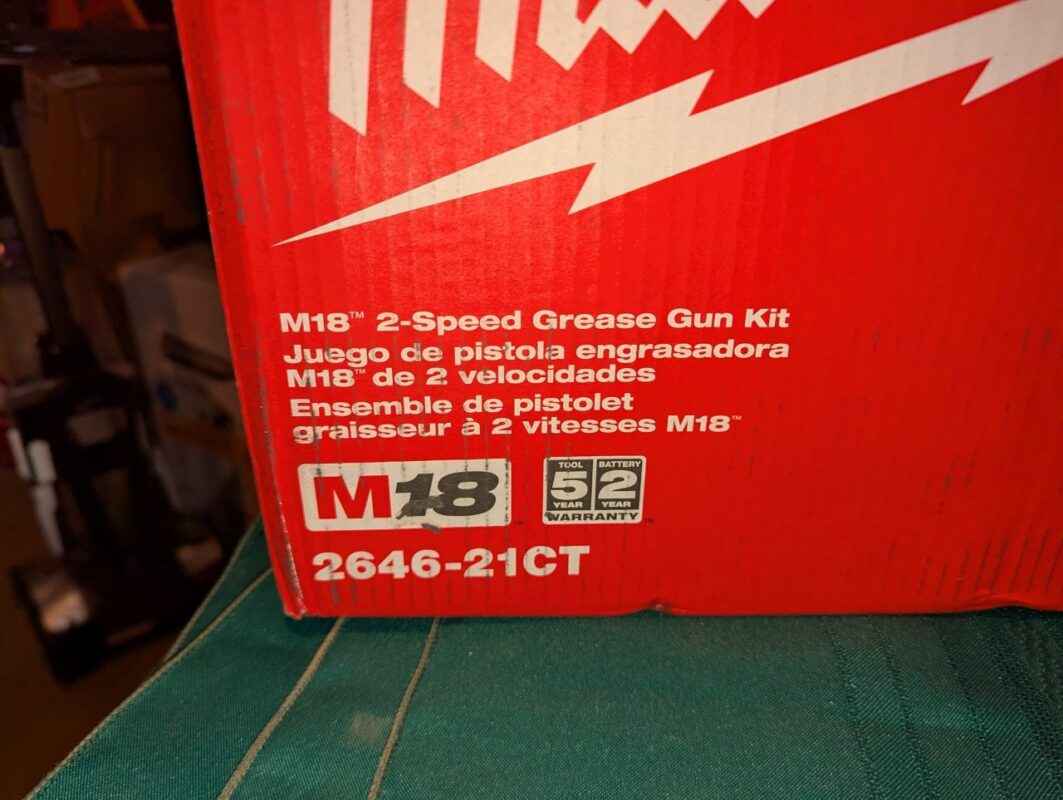 M18™ 2-Speed Grease Gun Kit
Juego de pistola engrasadora
M18™ de 2 velocidades
Ensemble de pistolet
graisseur à 2 vitesses M18™
M18
TOOL BATTERY
5 2
YEAR YEAR
WARRANTY™
2646-21CT